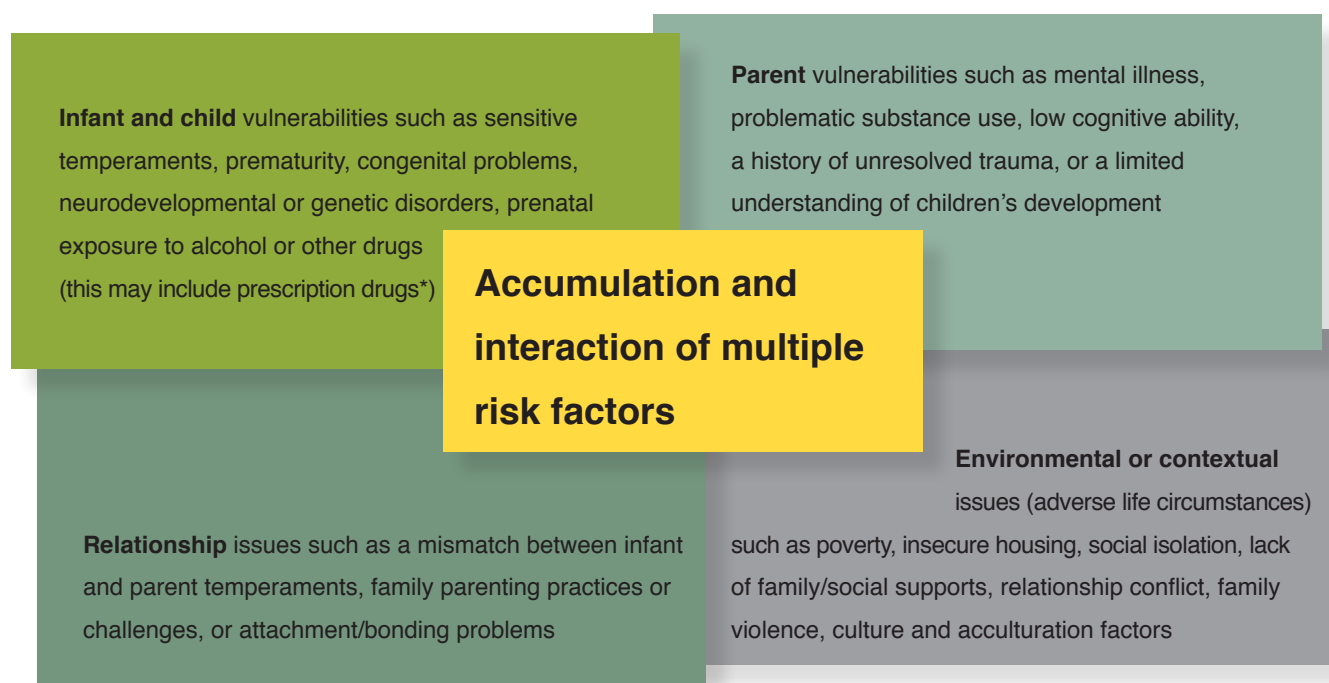 Infant and child vulnerabilities such as sensitive
temperaments, prematurity, congenital problems,
neurodevelopmental or genetic disorders, prenatal
exposure to alcohol or other drugs
(this may include prescription drugs*)
Parent vulnerabilities such as mental illness,
problematic substance use, low cognitive ability,
a history of unresolved trauma, or a limited
understanding of children’s development
Accumulation and
interaction of multiple
risk factors
Relationship issues such as a mismatch between infant
and parent temperaments, family parenting practices or
challenges, or attachment/bonding problems
Environmental or contextual
issues (adverse life circumstances)
such as poverty, insecure housing, social isolation, lack
of family/social supports, relationship conflict, family
violence, culture and acculturation factors